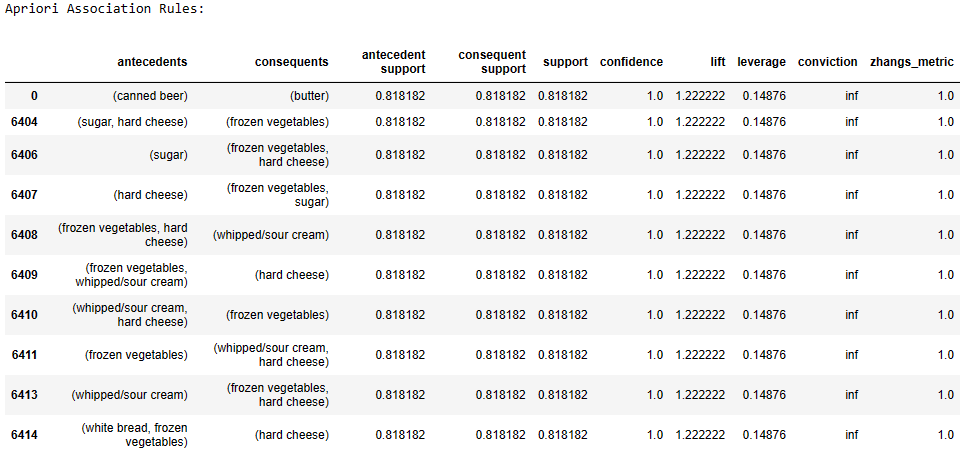 Apriori Association Rules:
antecedents consequents antecedent support consequent support support confidence lift leverage conviction zhangs_metric
0 (canned beer) (butter) 0.818182 0.818182 0.818182 1.0 1.222222 0.14876 inf 1.0
6404 (sugar, hard cheese) (frozen vegetables) 0.818182 0.818182 0.818182 1.0 1.222222 0.14876 inf 1.0
6406 (sugar) (frozen vegetables, hard cheese) 0.818182 0.818182 0.818182 1.0 1.222222 0.14876 inf 1.0
6407 (hard cheese) (frozen vegetables, sugar) 0.818182 0.818182 0.818182 1.0 1.222222 0.14876 inf 1.0
6408 (frozen vegetables, hard cheese) (whipped/sour cream) 0.818182 0.818182 0.818182 1.0 1.222222 0.14876 inf 1.0
6409 (frozen vegetables, whipped/sour cream) (hard cheese) 0.818182 0.818182 0.818182 1.0 1.222222 0.14876 inf 1.0
6410 (whipped/sour cream, hard cheese) (frozen vegetables) 0.818182 0.818182 0.818182 1.0 1.222222 0.14876 inf 1.0
6411 (frozen vegetables) (whipped/sour cream, hard cheese) 0.818182 0.818182 0.818182 1.0 1.222222 0.14876 inf 1.0
6413 (whipped/sour cream) (frozen vegetables, hard cheese) 0.818182 0.818182 0.818182 1.0 1.222222 0.14876 inf 1.0
6414 (white bread, frozen vegetables) (hard cheese) 0.818182 0.818182 0.818182 1.0 1.222222 0.14876 inf 1.0